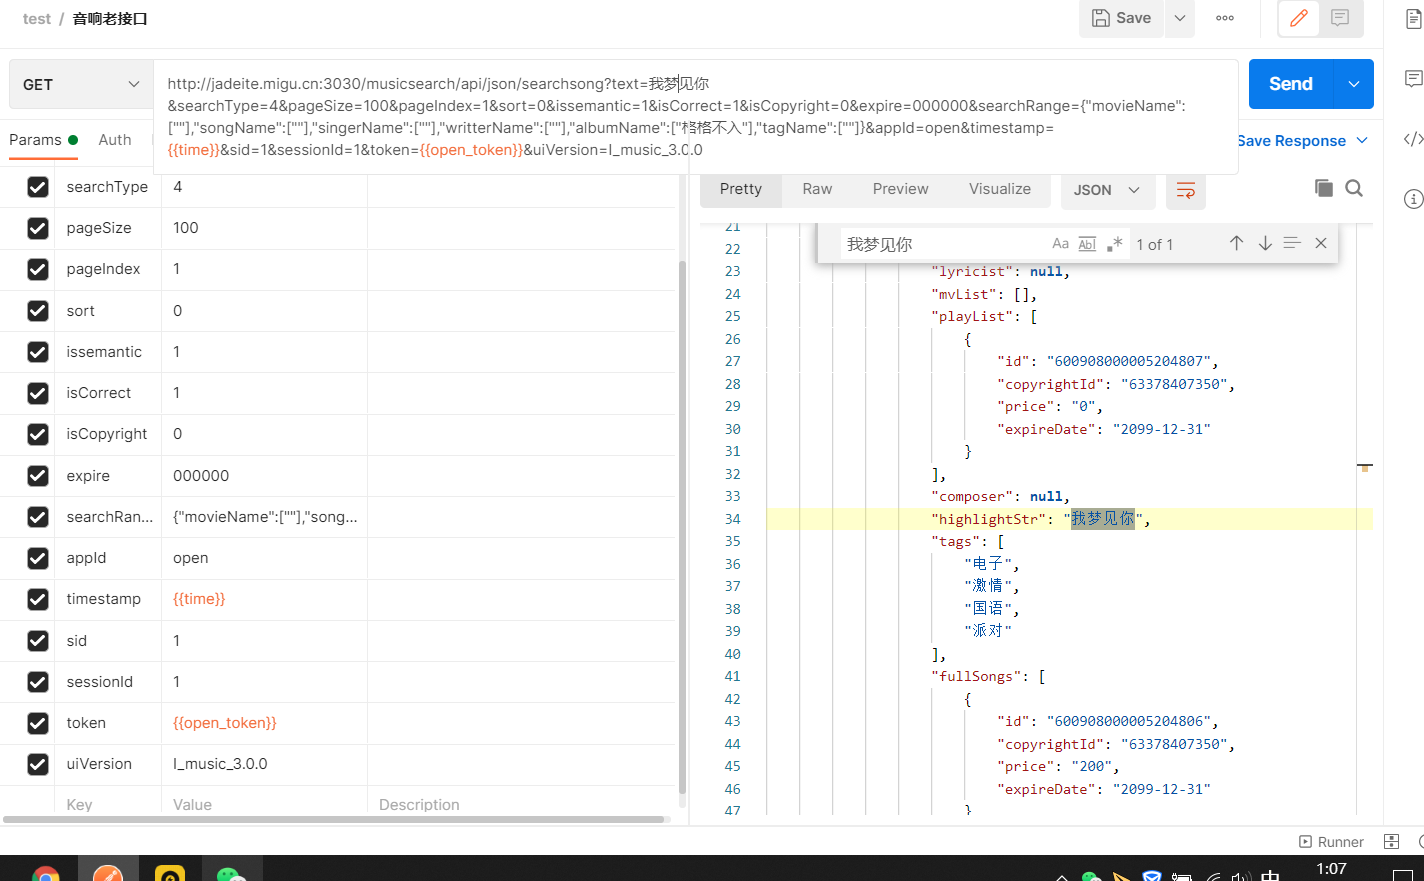 test / 音响老接口
Save
GET
http://jadeite.migu.cn:3030/musicsearch/api/json/searchsong?text=我梦见你
&searchType=4&pageSize=100&pageIndex=1&sort=0&issemantic=1&isCorrect=1&isCopyright=0&expire=000000&searchRange={"movieName":
[""],"songName":[""],"singerName":[""],"writterName":[""],"albumName":["格格不入"],"tagName":[""]}&appId=open&timestamp=
{{time}}&sid=1&sessionId=1&token={{open_token}}&uiVersion=I_music_3.0.0
Send
Params
Auth
Save Response
Pretty
Raw
Preview
Visualize
JSON
searchType 4
pageSize 100
pageIndex 1
sort 0
issemantic 1
isCorrect 1
isCopyright 0
expire 000000
searchRan... {"movieName":[""],"song...
appId open
timestamp {{time}}
sid 1
sessionId 1
token {{open_token}}
uiVersion I_music_3.0.0
Key Value Description
我梦见你 Aa Abl .* 1 of 1
21
22
23 "lyricist": null,
24 "mvList": [],
25 "playList": [
26 {
27 "id": "600908000005204807",
28 "copyrightId": "63378407350",
29 "price": "0",
30 "expireDate": "2099-12-31"
31 }
32 ],
33 "composer": null,
34 "highlightStr": "我梦见你",
35 "tags": [
36 "电子",
37 "激情",
38 "国语",
39 "派对"
40 ],
41 "fullSongs": [
42 {
43 "id": "600908000005204806",
44 "copyrightId": "63378407350",
45 "price": "200",
46 "expireDate": "2099-12-31"
47 }
Runner
中
1:07